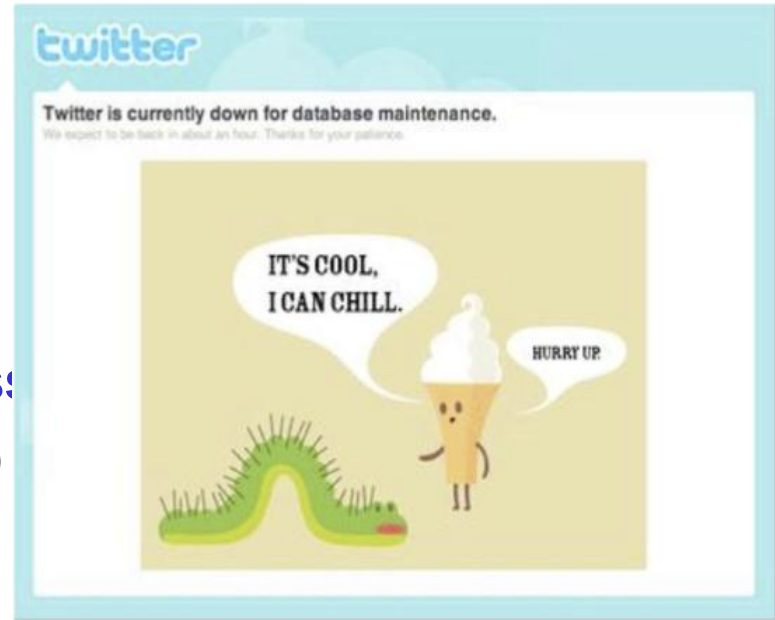 twitter
Twitter is currently down for database maintenance.
We expect to be back in about an hour. Thanks for your patience.
IT'S COOL,
I CAN CHILL.
HURRY UP.